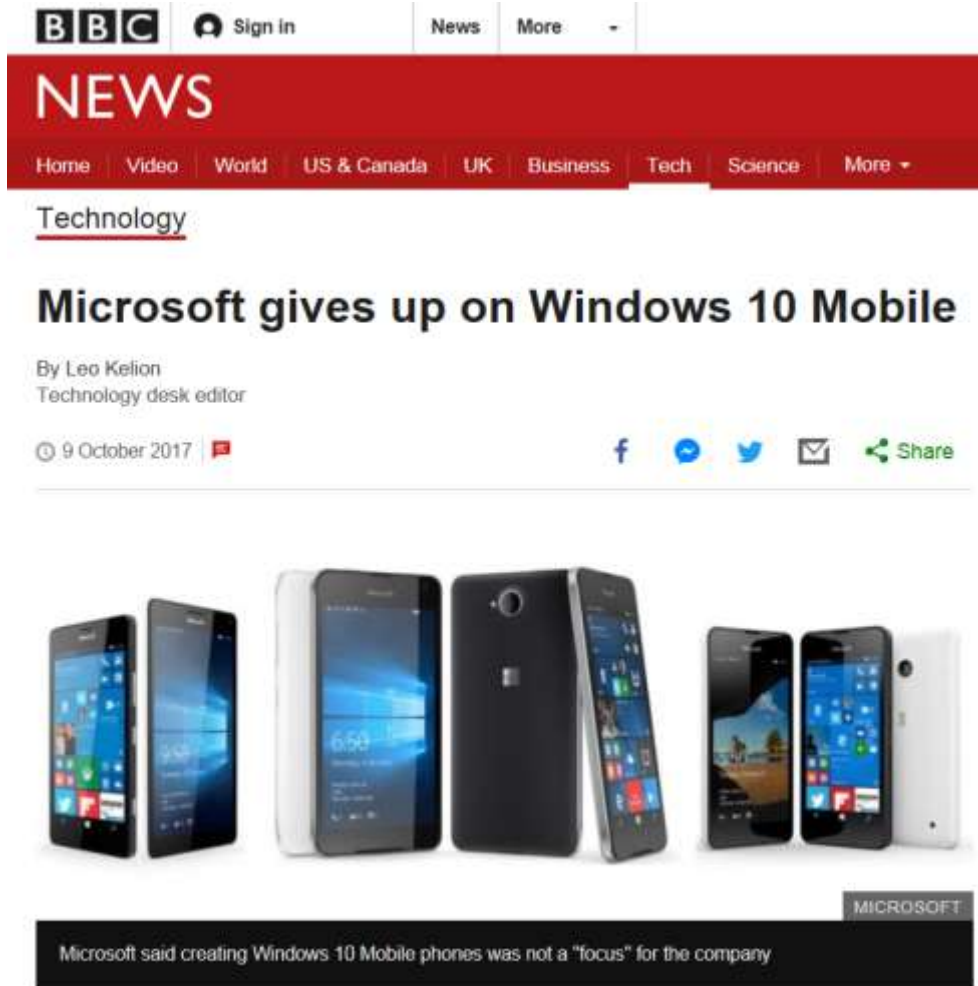 BBC Sign in News More
NEWS
Home Video World US & Canada UK Business Tech Science More
Technology
Microsoft gives up on Windows 10 Mobile
By Leo Kelion
Technology desk editor
9 October 2017
Share
6:50
MICROSOFT
Microsoft said creating Windows 10 Mobile phones was not a "focus" for the company